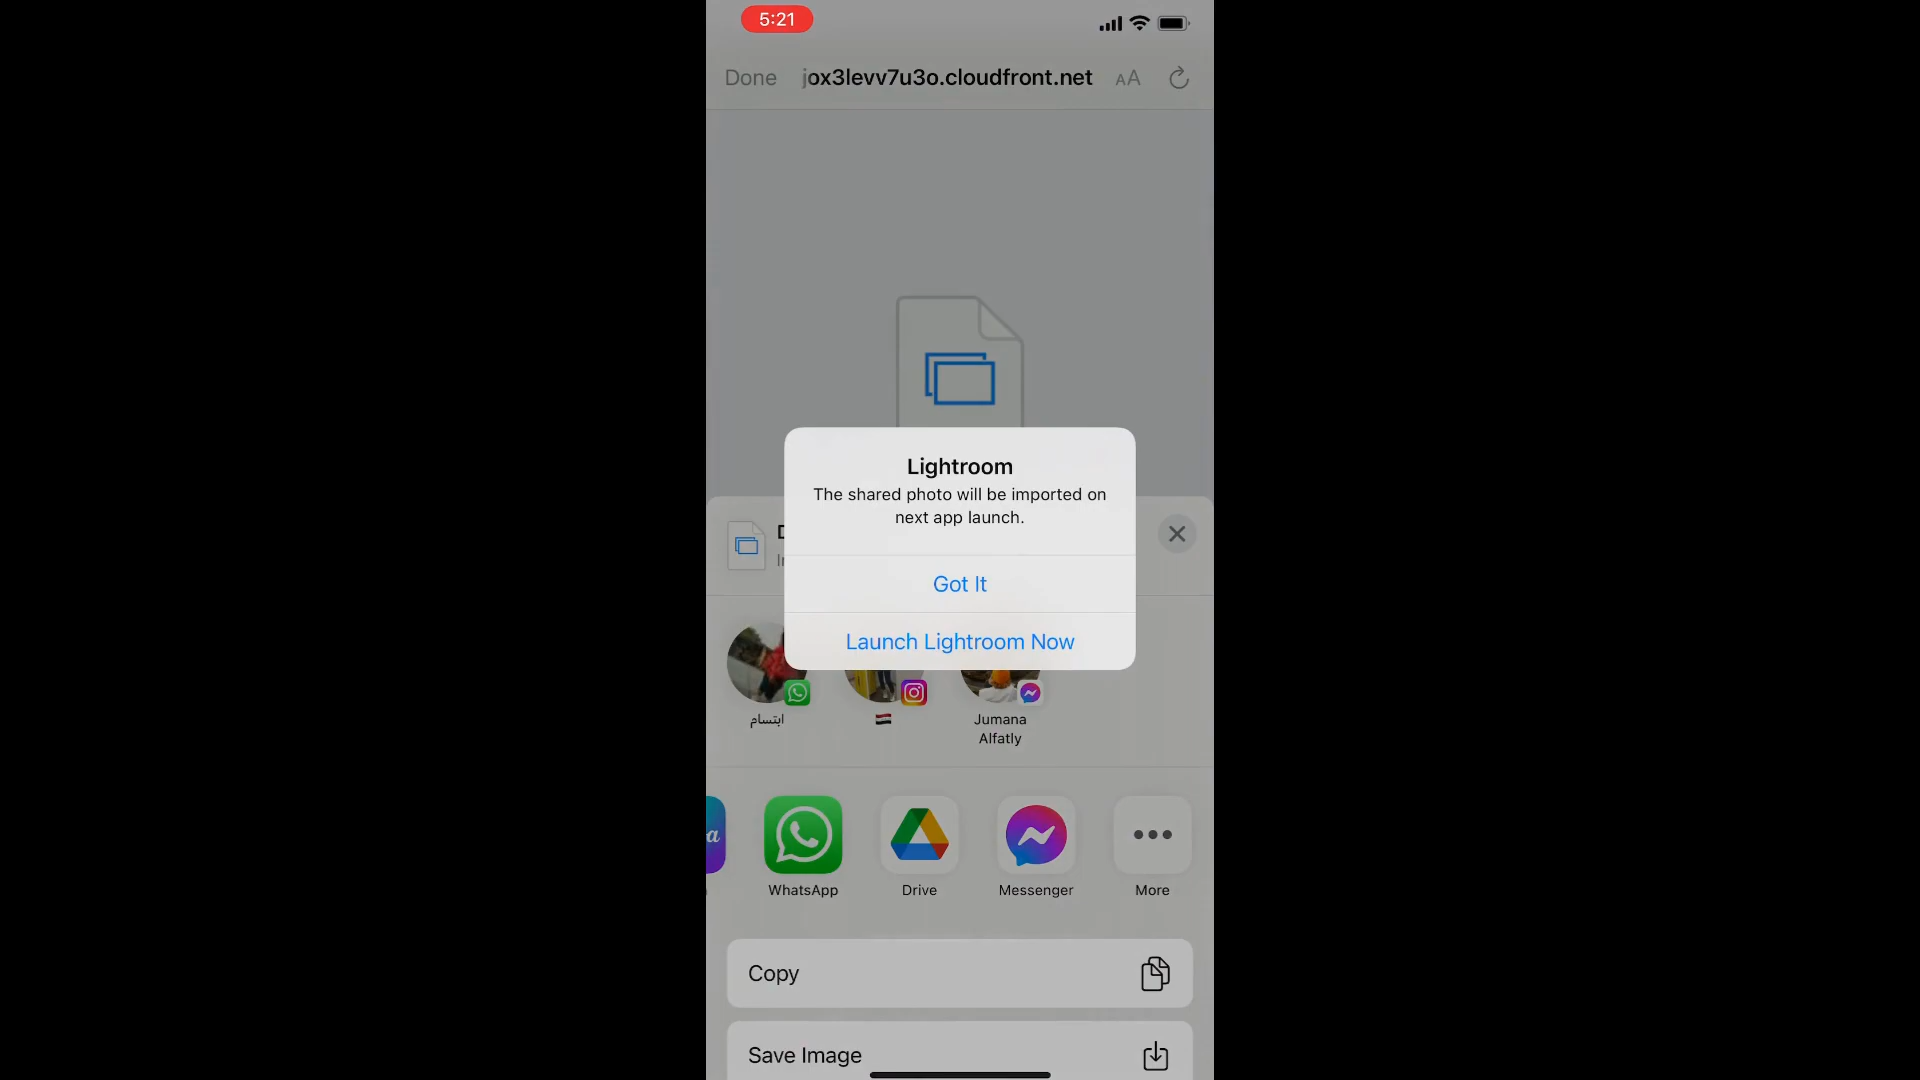 5:21
Done
jox3levv7u3o.cloudfront.net
AA
Lightroom
The shared photo will be imported on
next app launch.
Got It
Launch Lightroom Now
ابتسام
Jumana
Alfatly
WhatsApp
Drive
Messenger
More
Copy
Save Image